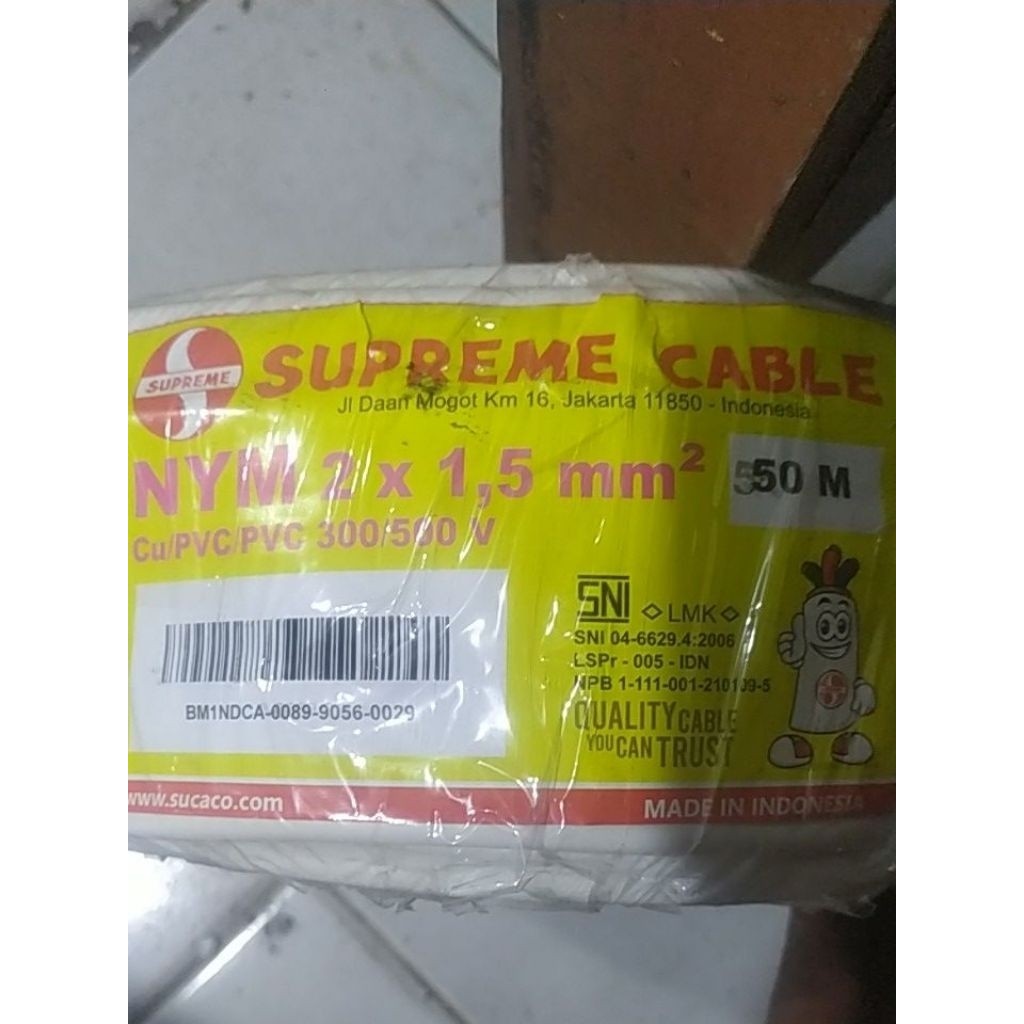 SUPREME
SUPREME CABLE
Jl Daan Mogot Km 16, Jakarta 11850 - Indonesia
NYM 2 x 1,5 mm²
50 M
Cu/PVC/PVC 300/500 V
SNI
LMK
SNI 04-6629.4:2006
LSPr - 005 - IDN
NPB 1-111-001-210109-5
BM1NDCA-0089-9056-0029
QUALITY CABLE
YOU CAN TRUST
www.sucaco.com
MADE IN INDONESIA